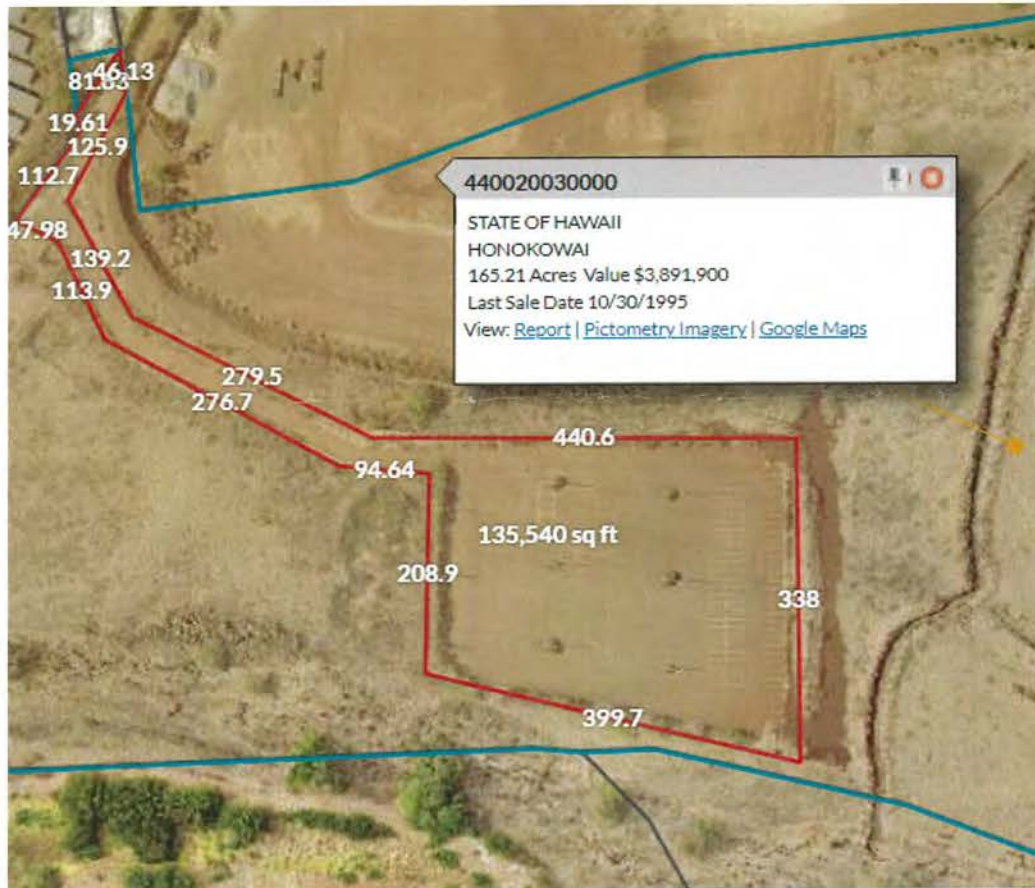 46.13
81.83
19.61
125.9
112.7
47.98
139.2
113.9
440020030000
STATE OF HAWAII
HONOKOWAI
165.21 Acres Value $3,891,900
Last Sale Date 10/30/1995
View: Report | Pictometry Imagery | Google Maps
279.5
276.7
440.6
94.64
135,540 sq ft
208.9
338
399.7